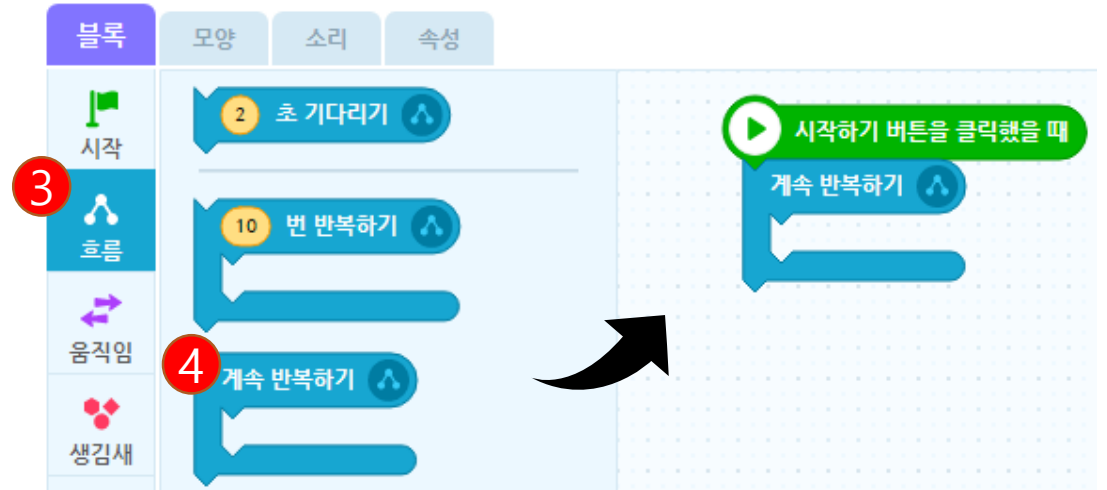 블록 모양 소리 속성
시작
3
흐름
움직임
생김새
2 초 기다리기
10 번 반복하기
4
계속 반복하기
시작하기 버튼을 클릭했을 때
계속 반복하기